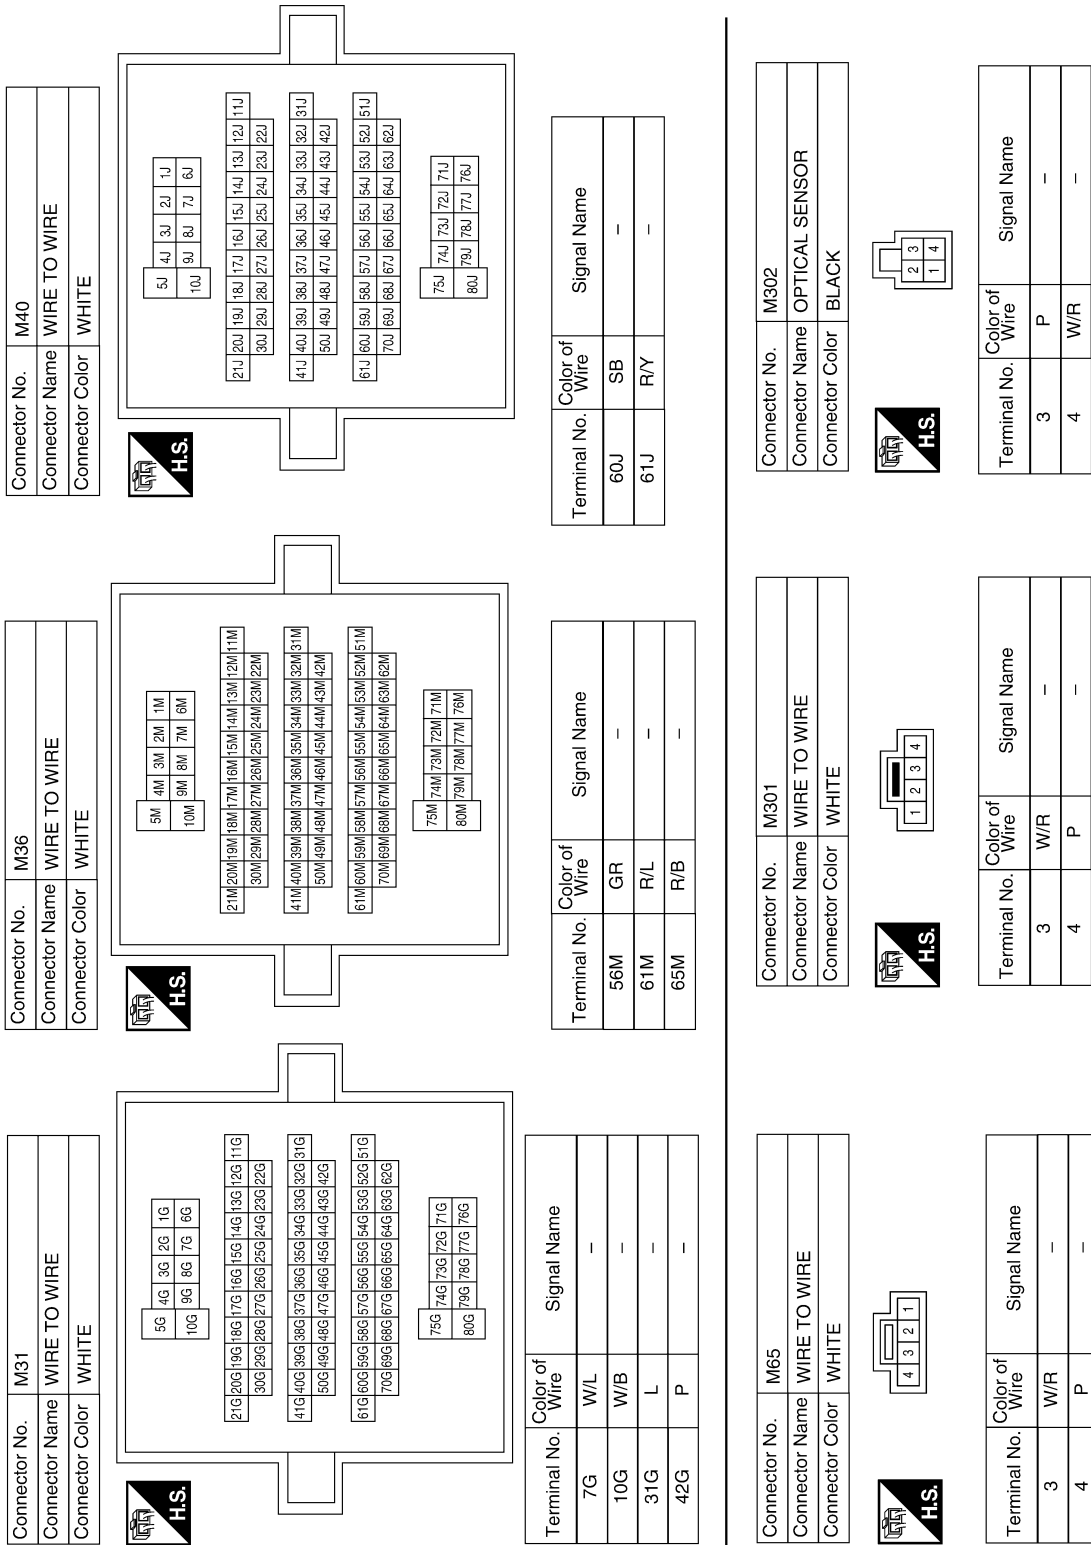 Connector No. M31
Connector Name WIRE TO WIRE
Connector Color WHITE
H.S.
5G 4G 3G 2G 1G
10G 9G 8G 7G 6G
21G 20G 19G 18G 17G 16G 15G 14G 13G 12G 11G
30G 29G 28G 27G 26G 25G 24G 23G 22G
41G 40G 39G 38G 37G 36G 35G 34G 33G 32G 31G
50G 49G 48G 47G 46G 45G 44G 43G 42G
61G 60G 59G 58G 57G 56G 55G 54G 53G 52G 51G
70G 69G 68G 67G 66G 65G 64G 63G 62G
75G 74G 73G 72G 71G
80G 79G 78G 77G 76G
Terminal No. Color of Wire Signal Name
7G W/L –
10G W/B –
31G L –
42G P –
Connector No. M36
Connector Name WIRE TO WIRE
Connector Color WHITE
H.S.
5M 4M 3M 2M 1M
10M 9M 8M 7M 6M
21M 20M 19M 18M 17M 16M 15M 14M 13M 12M 11M
30M 29M 28M 27M 26M 25M 24M 23M 22M
41M 40M 39M 38M 37M 36M 35M 34M 33M 32M 31M
50M 49M 48M 47M 46M 45M 44M 43M 42M
61M 60M 59M 58M 57M 56M 55M 54M 53M 52M 51M
70M 69M 68M 67M 66M 65M 64M 63M 62M
75M 74M 73M 72M 71M
80M 79M 78M 77M 76M
Terminal No. Color of Wire Signal Name
56M GR –
61M R/L –
65M R/B –
Connector No. M40
Connector Name WIRE TO WIRE
Connector Color WHITE
H.S.
5J 4J 3J 2J 1J
10J 9J 8J 7J 6J
21J 20J 19J 18J 17J 16J 15J 14J 13J 12J 11J
30J 29J 28J 27J 26J 25J 24J 23J 22J
41J 40J 39J 38J 37J 36J 35J 34J 33J 32J 31J
50J 49J 48J 47J 46J 45J 44J 43J 42J
61J 60J 59J 58J 57J 56J 55J 54J 53J 52J 51J
70J 69J 68J 67J 66J 65J 64J 63J 62J
75J 74J 73J 72J 71J
80J 79J 78J 77J 76J
Terminal No. Color of Wire Signal Name
60J SB –
61J R/Y –
Connector No. M65
Connector Name WIRE TO WIRE
Connector Color WHITE
H.S.
4 3 2 1
Terminal No. Color of Wire Signal Name
3 W/R –
4 P –
Connector No. M301
Connector Name WIRE TO WIRE
Connector Color WHITE
H.S.
1 2 3 4
Terminal No. Color of Wire Signal Name
3 W/R –
4 P –
Connector No. M302
Connector Name OPTICAL SENSOR
Connector Color BLACK
H.S.
2 3
1 4
Terminal No. Color of Wire Signal Name
3 P –
4 W/R –